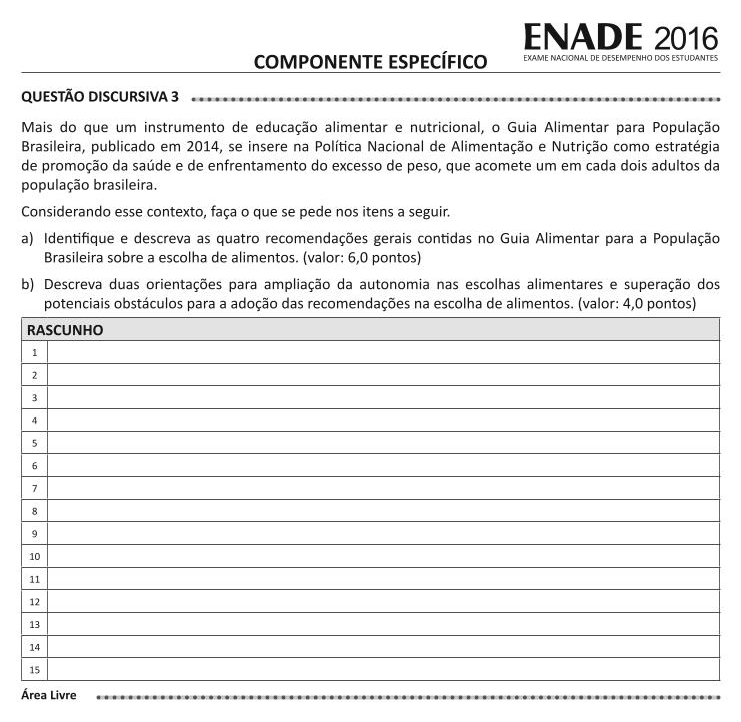 ENADE 2016
EXAME NACIONAL DE DESEMPENHO DOS ESTUDANTES
COMPONENTE ESPECÍFICO
QUESTÃO DISCURSIVA 3
Mais do que um instrumento de educação alimentar e nutricional, o Guia Alimentar para População
Brasileira, publicado em 2014, se insere na Política Nacional de Alimentação e Nutrição como estratégia
de promoção da saúde e de enfrentamento do excesso de peso, que acomete um em cada dois adultos da
população brasileira.
Considerando esse contexto, faça o que se pede nos itens a seguir.
a) Identifique e descreva as quatro recomendações gerais contidas no Guia Alimentar para a População
Brasileira sobre a escolha de alimentos. (valor: 6,0 pontos)
b) Descreva duas orientações para ampliação da autonomia nas escolhas alimentares e superação dos
potenciais obstáculos para a adoção das recomendações na escolha de alimentos. (valor: 4,0 pontos)
RASCUNHO
1
2
3
4
5
6
7
8
9
10
11
12
13
14
15
Área Livre